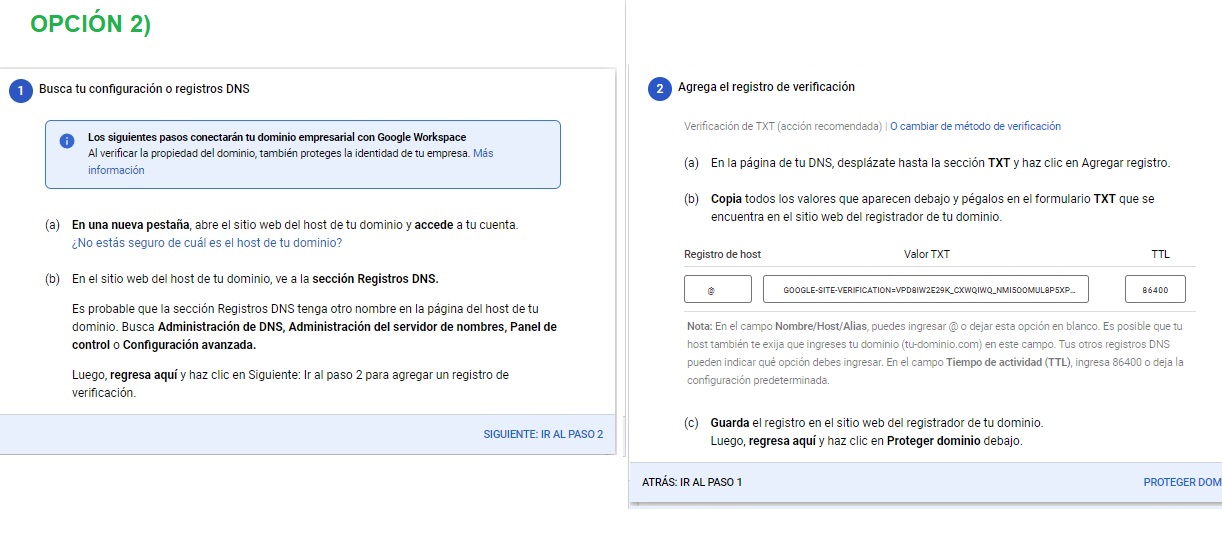 OPCIÓN 2)
1 Busca tu configuración o registros DNS
Los siguientes pasos conectarán tu dominio empresarial con Google Workspace
Al verificar la propiedad del dominio, también proteges la identidad de tu empresa. Más
información
(a) En una nueva pestaña, abre el sitio web del host de tu dominio y accede a tu cuenta.
¿No estás seguro de cuál es el host de tu dominio?
(b) En el sitio web del host de tu dominio, ve a la sección Registros DNS.
Es probable que la sección Registros DNS tenga otro nombre en la página del host de tu
dominio. Busca Administración de DNS, Administración del servidor de nombres, Panel de
control o Configuración avanzada.
Luego, regresa aquí y haz clic en Siguiente: Ir al paso 2 para agregar un registro de
verificación.
SIGUIENTE: IR AL PASO 2
2 Agrega el registro de verificación
Verificación de TXT (acción recomendada) | O cambiar de método de verificación
(a) En la página de tu DNS, desplázate hasta la sección TXT y haz clic en Agregar registro.
(b) Copia todos los valores que aparecen debajo y pégalos en el formulario TXT que se
encuentra en el sitio web del registrador de tu dominio.
Registro de host Valor TXT TTL
@ GOOGLE-SITE-VERIFICATION=VPD8IW2E29K_CXWQIWQ_NMI5OOMUL8P5XP... 86400
Nota: En el campo Nombre/Host/Alias, puedes ingresar @ o dejar esta opción en blanco. Es posible que tu
host también te exija que ingreses tu dominio (tu-dominio.com) en este campo. Tus otros registros DNS
pueden indicar qué opción debes ingresar. En el campo Tiempo de actividad (TTL), ingresa 86400 o deja la
configuración predeterminada.
(c) Guarda el registro en el sitio web del registrador de tu dominio.
Luego, regresa aquí y haz clic en Proteger dominio debajo.
ATRÁS: IR AL PASO 1
PROTEGER DOM